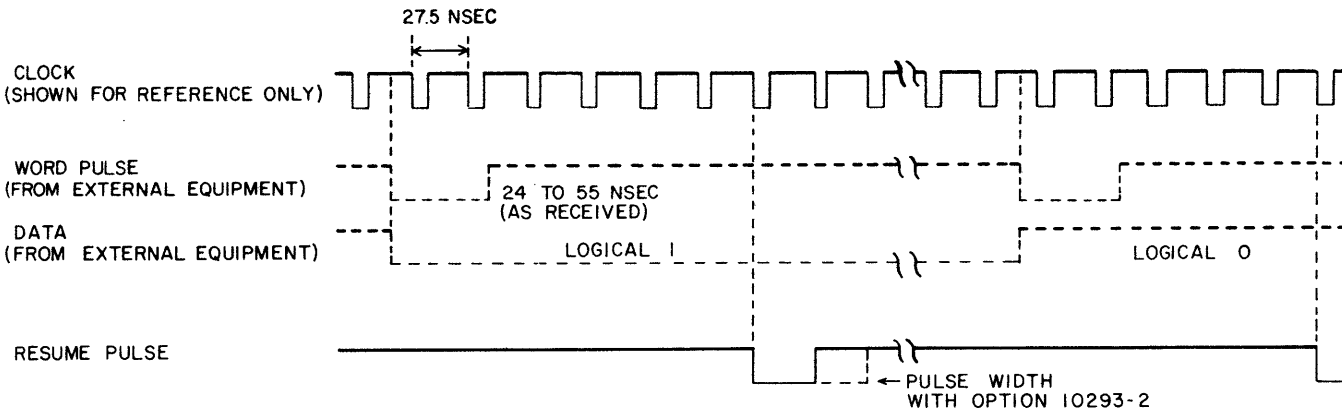 27.5 NSEC
CLOCK
(SHOWN FOR REFERENCE ONLY)
WORD PULSE
(FROM EXTERNAL EQUIPMENT)
24 TO 55 NSEC
(AS RECEIVED)
DATA
(FROM EXTERNAL EQUIPMENT)
LOGICAL 1
LOGICAL 0
RESUME PULSE
PULSE WIDTH
WITH OPTION 10293-2